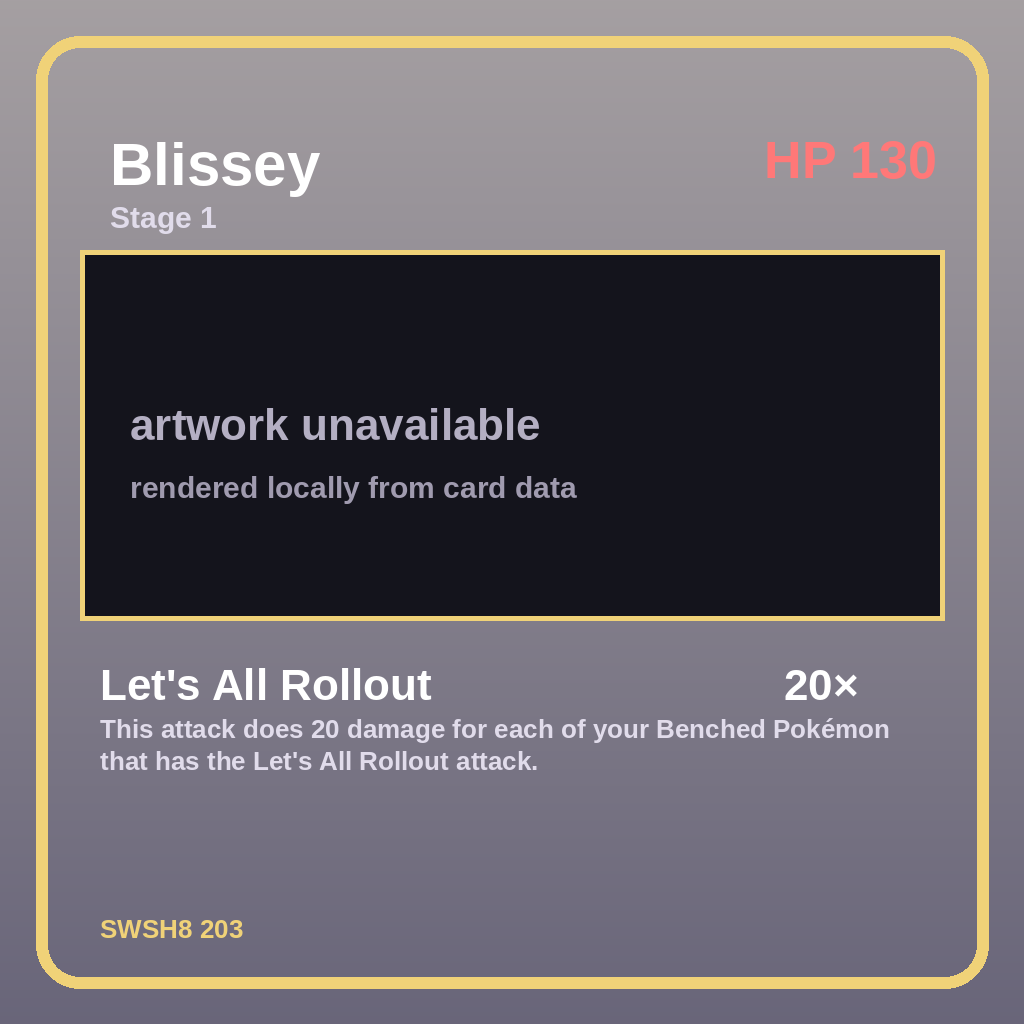 Blissey
HP 130
Stage 1
artwork unavailable
rendered locally from card data
Let's All Rollout
20×
This attack does 20 damage for each of your Benched Pokémon
that has the Let's All Rollout attack.
SWSH8 203